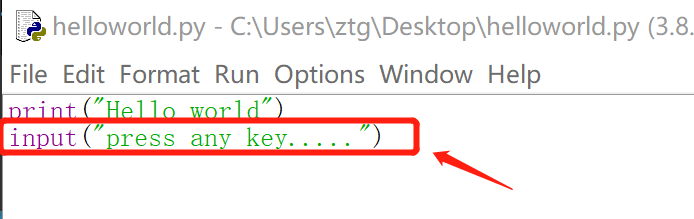 helloworld.py - C:\Users\ztg\Desktop\helloworld.py (3.8.
File Edit Format Run Options Window Help
print("Hello world")
input("press any key.....")